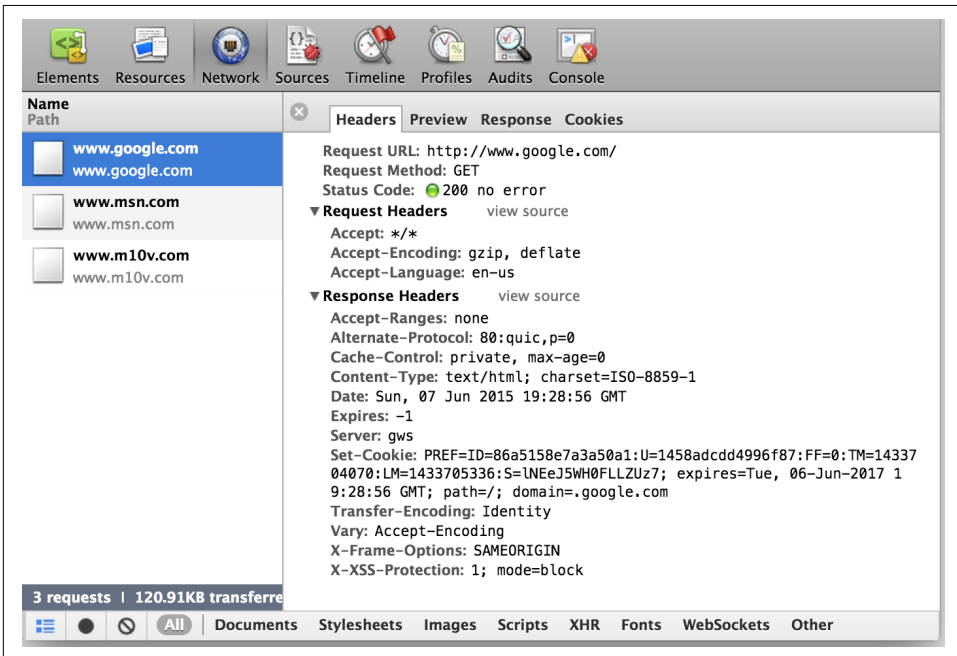 Elements Resources Network Sources Timeline Profiles Audits Console
Name
Path
www.google.com
www.google.com
www.msn.com
www.msn.com
www.m10v.com
www.m10v.com
3 requests | 120.91KB transferre
Headers Preview Response Cookies
Request URL: http://www.google.com/
Request Method: GET
Status Code: 200 no error
Request Headers view source
Accept: */*
Accept-Encoding: gzip, deflate
Accept-Language: en-us
Response Headers view source
Accept-Ranges: none
Alternate-Protocol: 80:quic,p=0
Cache-Control: private, max-age=0
Content-Type: text/html; charset=ISO-8859-1
Date: Sun, 07 Jun 2015 19:28:56 GMT
Expires: -1
Server: gws
Set-Cookie: PREF=ID=86a5158e7a3a50a1:U=1458adcdd4996f87:FF=0:TM=14337
04070:LM=1433705336:S=lNEeJ5WH0FLLZUz7; expires=Tue, 06-Jun-2017 1
9:28:56 GMT; path=/; domain=.google.com
Transfer-Encoding: Identity
Vary: Accept-Encoding
X-Frame-Options: SAMEORIGIN
X-XSS-Protection: 1; mode=block
All Documents Stylesheets Images Scripts XHR Fonts WebSockets Other